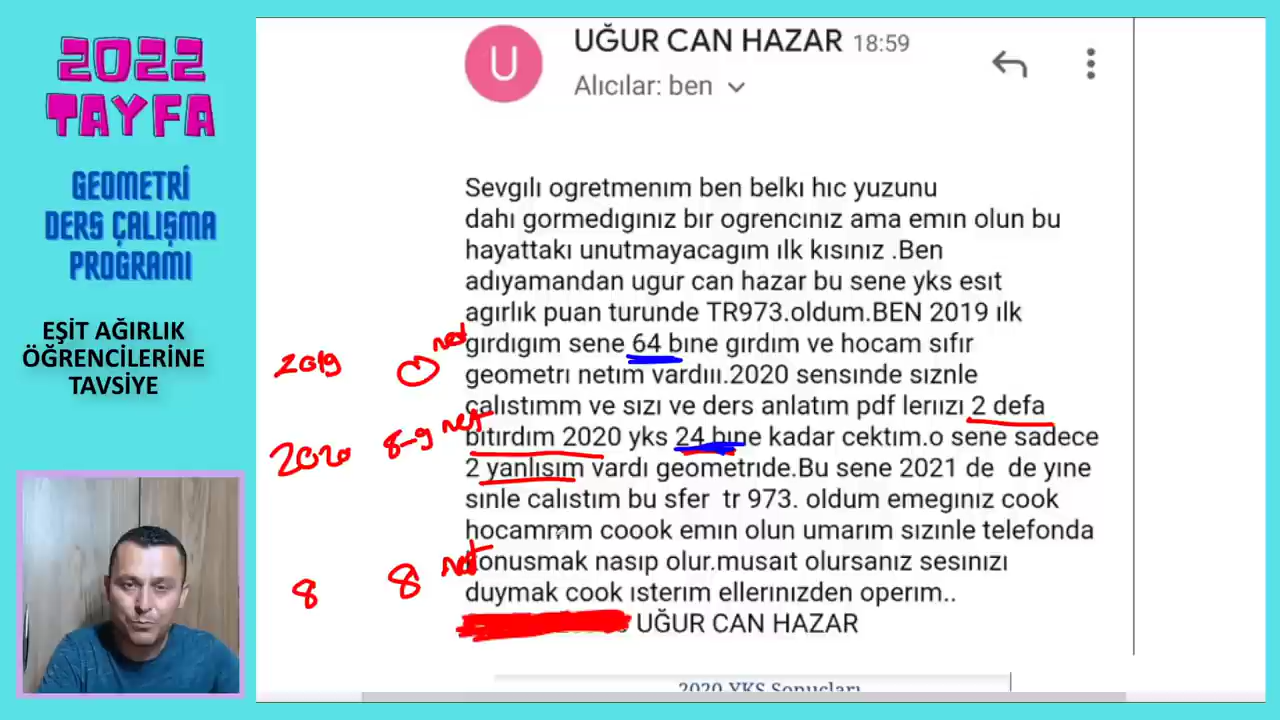 2022
TAYFA
GEOMETRİ
DERS ÇALIŞMA
PROGRAMI
EŞİT AĞIRLIK
ÖĞRENCİLERİNE
TAVSİYE
U
UĞUR CAN HAZAR 18:59
Alıcılar: ben
Sevgılı ogretmenım ben belkı hıc yuzunu
dahı gormedıgınız bır ogrencınız ama emın olun bu
hayattakı unutmayacagım ılk kısınız .Ben
adıyamandan ugur can hazar bu sene yks esıt
agırlık puan turunde TR973.oldum.BEN 2019 ılk
gırdıgım sene 64 bıne gırdım ve hocam sıfır
geometrı netım vardııı.2020 sensınde sıznle
calıstımm ve sızı ve ders anlatım pdf lerıızi 2 defa
bıtırdım 2020 yks 24 bıne kadar cektım.o sene sadece
2 yanlısım vardı geometrıde.Bu sene 2021 de de yıne
sınle calıstım bu sfer tr 973. oldum emegınız cook
hocammm coook emın olun umarım sızınle telefonda
konusmak nasıp olur.musaıt olursanız sesınızı
duymak cook ısterım ellerınızden operım..
UĞUR CAN HAZAR
2019 0 net
2020 8-9 net
8 8 net
2020 YKS Sonuçları